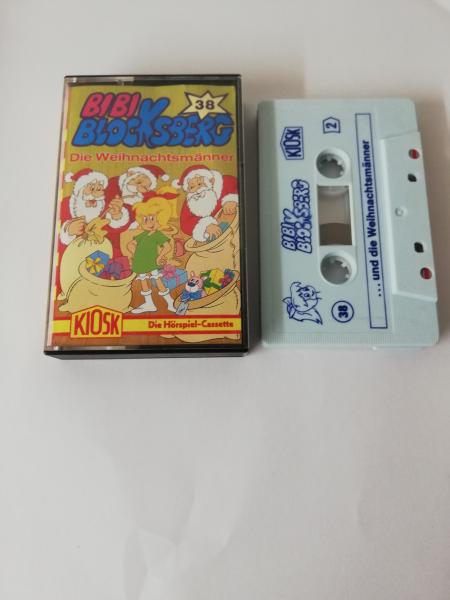 BIBI
BLOCKSBERG
38
Die Weihnachtsmänner
KIOSK
Die Hörspiel-Cassette
KIOSK
2
BIBI
BLOCKSBERG
38
...und die Weihnachtsmänner